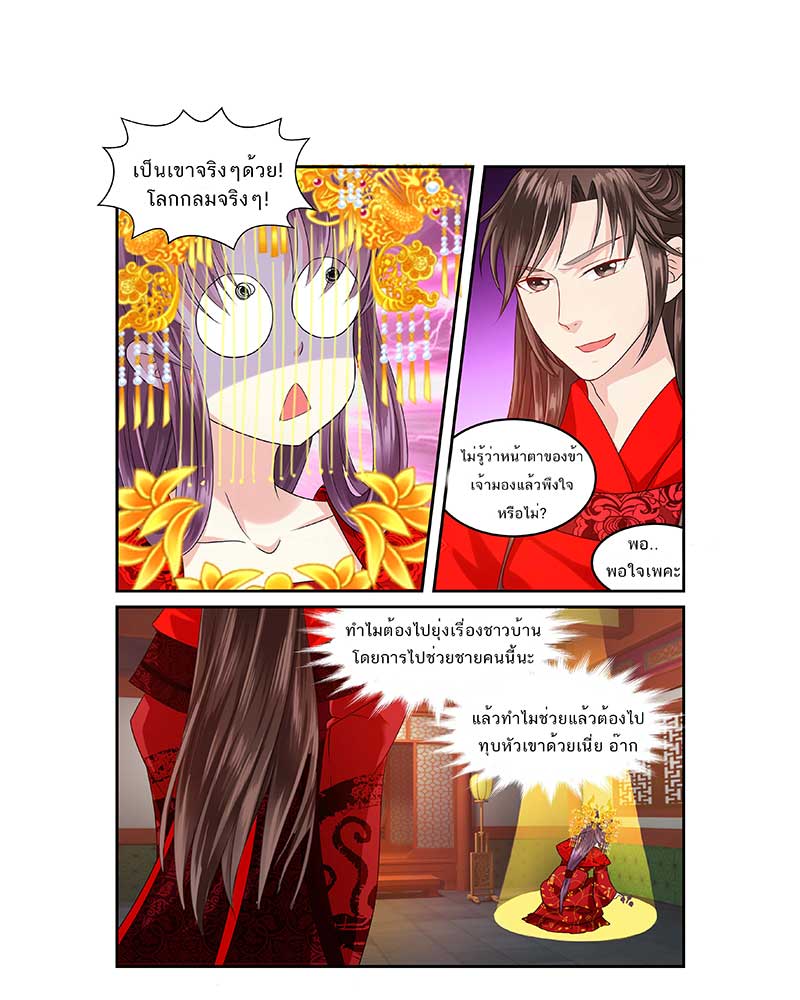 เป็นเขาจริงๆด้วย!
โลกกลมจริงๆ!
ไม่รู้ว่าหน้าตาของข้า
เจ้ามองแล้วพึงใจ
หรือไม่?
พอ..
พอใจเพคะ
ทำไมต้องไปยุ่งเรื่องชาวบ้าน
โดยการไปช่วยชายคนนี้นะ
แล้วทำไมช่วยแล้วต้องไป
ทุบหัวเขาด้วยเนี่ย อ๊าก